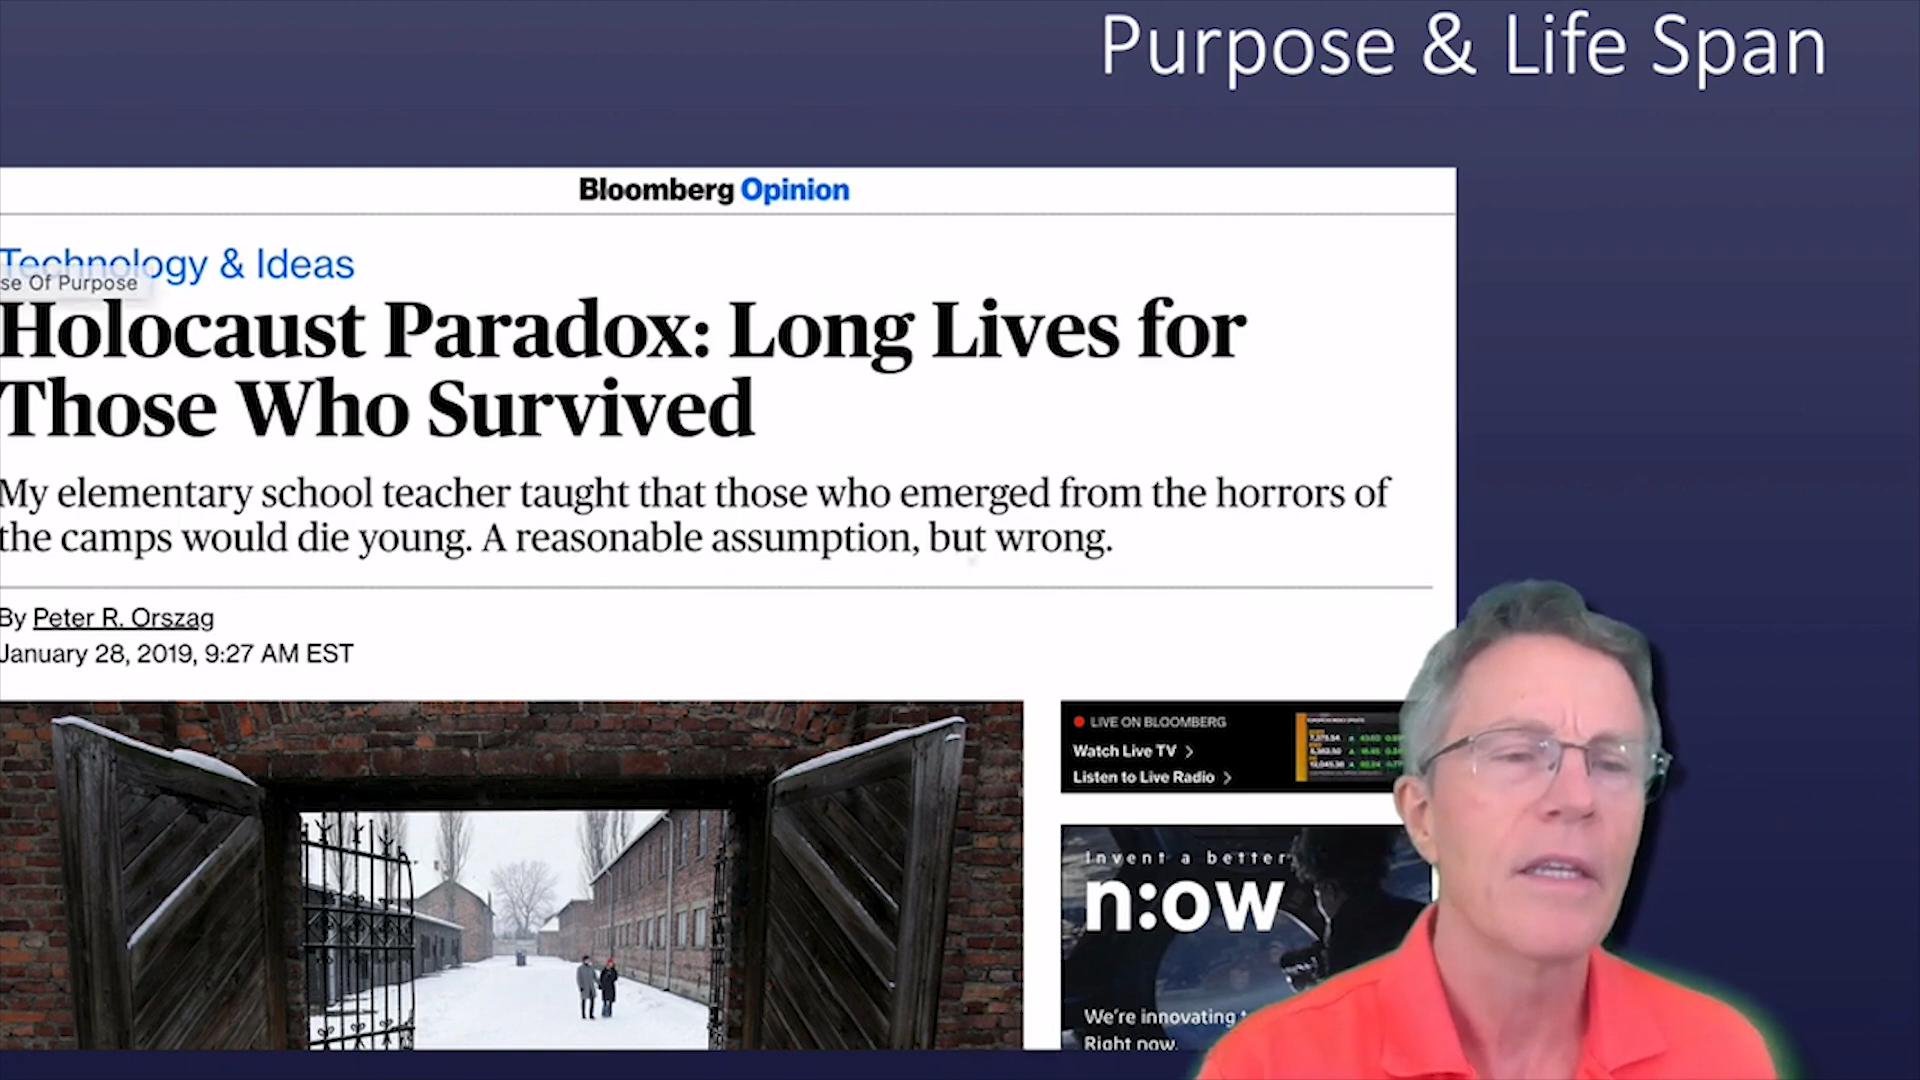 Purpose & Life Span
Bloomberg Opinion
Technology & Ideas
se Of Purpose
Holocaust Paradox: Long Lives for
Those Who Survived
My elementary school teacher taught that those who emerged from the horrors of
the camps would die young. A reasonable assumption, but wrong.
By Peter R. Orszag
January 28, 2019, 9:27 AM EST
LIVE ON BLOOMBERG
Watch Live TV >
Listen to Live Radio >
Invent a better
n:ow
We're innovating
Right now.